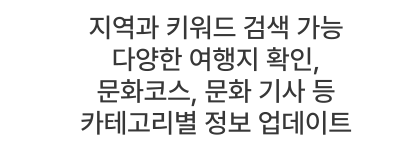 지역과 키워드 검색 가능
다양한 여행지 확인,
문화코스, 문화 기사 등
카테고리별 정보 업데이트